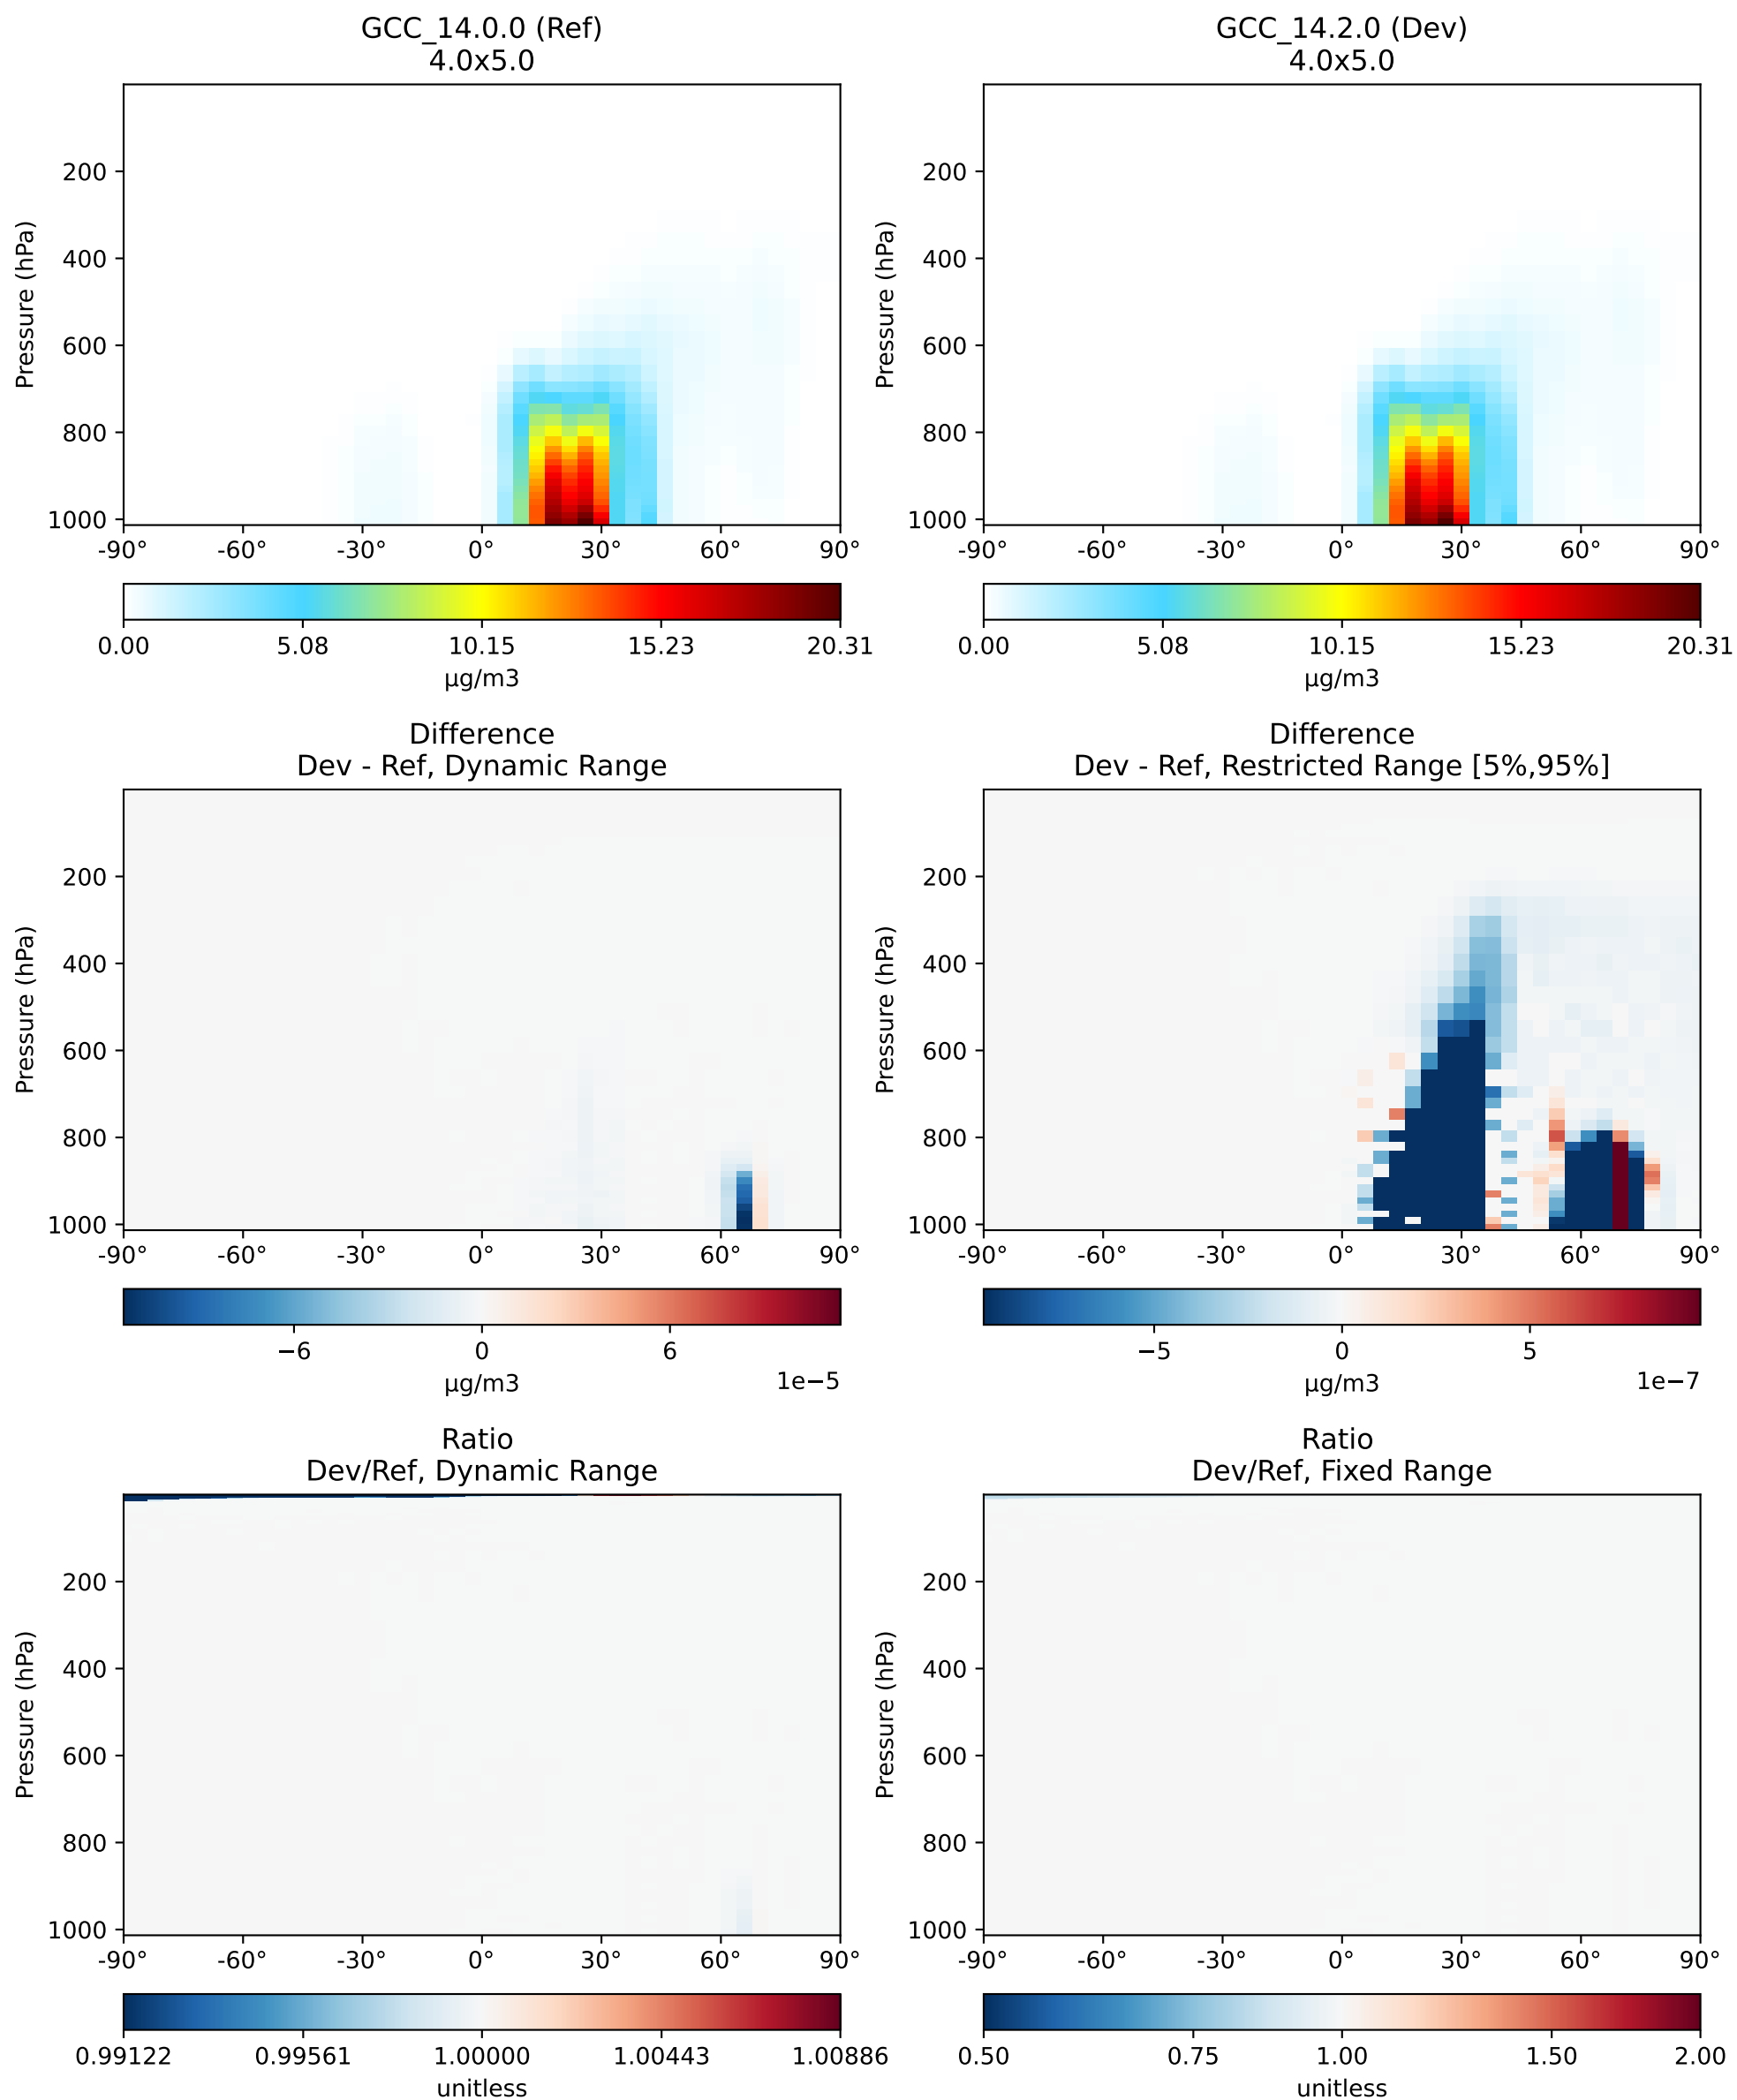 GCC_14.0.0 (Ref)
4.0x5.0
Pressure (hPa)
200
400
600
800
1000
-90° -60° -30° 0° 30° 60° 90°
0.00 5.08 10.15 15.23 20.31
µg/m3
GCC_14.2.0 (Dev)
4.0x5.0
Pressure (hPa)
200
400
600
800
1000
-90° -60° -30° 0° 30° 60° 90°
0.00 5.08 10.15 15.23 20.31
µg/m3
Difference
Dev - Ref, Dynamic Range
Pressure (hPa)
200
400
600
800
1000
-90° -60° -30° 0° 30° 60° 90°
−6 0 6
µg/m3 1e−5
Difference
Dev - Ref, Restricted Range [5%,95%]
Pressure (hPa)
200
400
600
800
1000
-90° -60° -30° 0° 30° 60° 90°
−5 0 5
µg/m3 1e−7
Ratio
Dev/Ref, Dynamic Range
Pressure (hPa)
200
400
600
800
1000
-90° -60° -30° 0° 30° 60° 90°
0.99122 0.99561 1.00000 1.00443 1.00886
unitless
Ratio
Dev/Ref, Fixed Range
Pressure (hPa)
200
400
600
800
1000
-90° -60° -30° 0° 30° 60° 90°
0.50 0.75 1.00 1.50 2.00
unitless